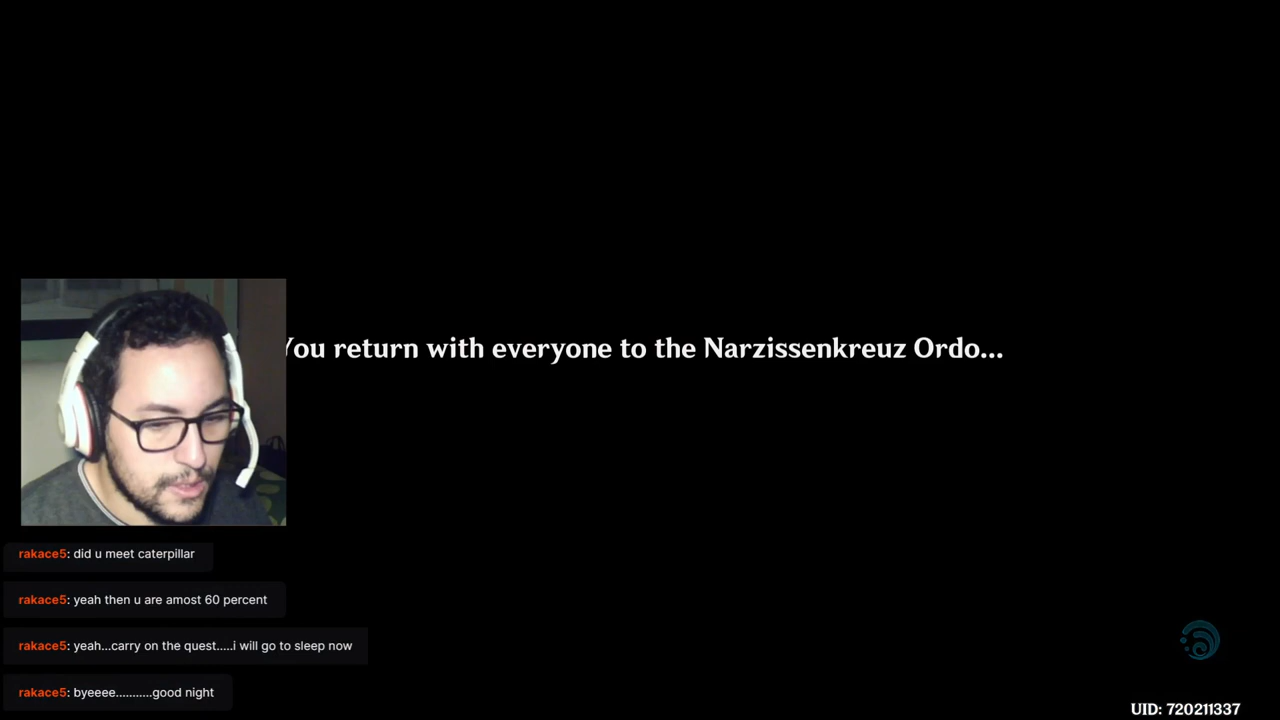 You return with everyone to the Narzissenkreuz Ordo...
rakace5: did u meet caterpillar
rakace5: yeah then u are amost 60 percent
rakace5: yeah...carry on the quest.....i will go to sleep now
rakace5: byeeee...........good night
UID: 720211337